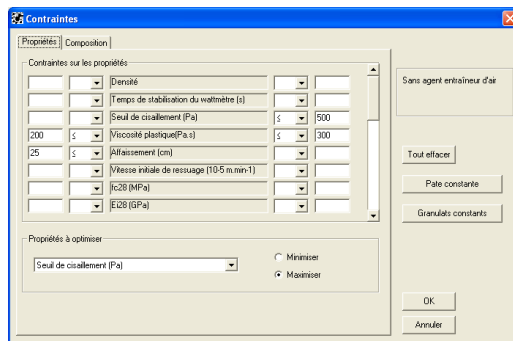 Contraintes
Propriétés Composition
Contraintes sur les propriétés
Densité
Temps de stabilisation du wattmètre (s)
Seuil de cisaillement (Pa) ≤ 500
200 ≤ Viscosité plastique(Pa.s) ≤ 300
25 ≤ Affaissement (cm)
Vitesse initiale de ressuage (10-5 m.min-1)
fc28 (MPa)
Ei28 (GPa)
Sans agent entraîneur d'air
Tout effacer
Pate constante
Granulats constants
Propriétés à optimiser
Seuil de cisaillement (Pa)
Minimiser
Maximiser
OK
Annuler